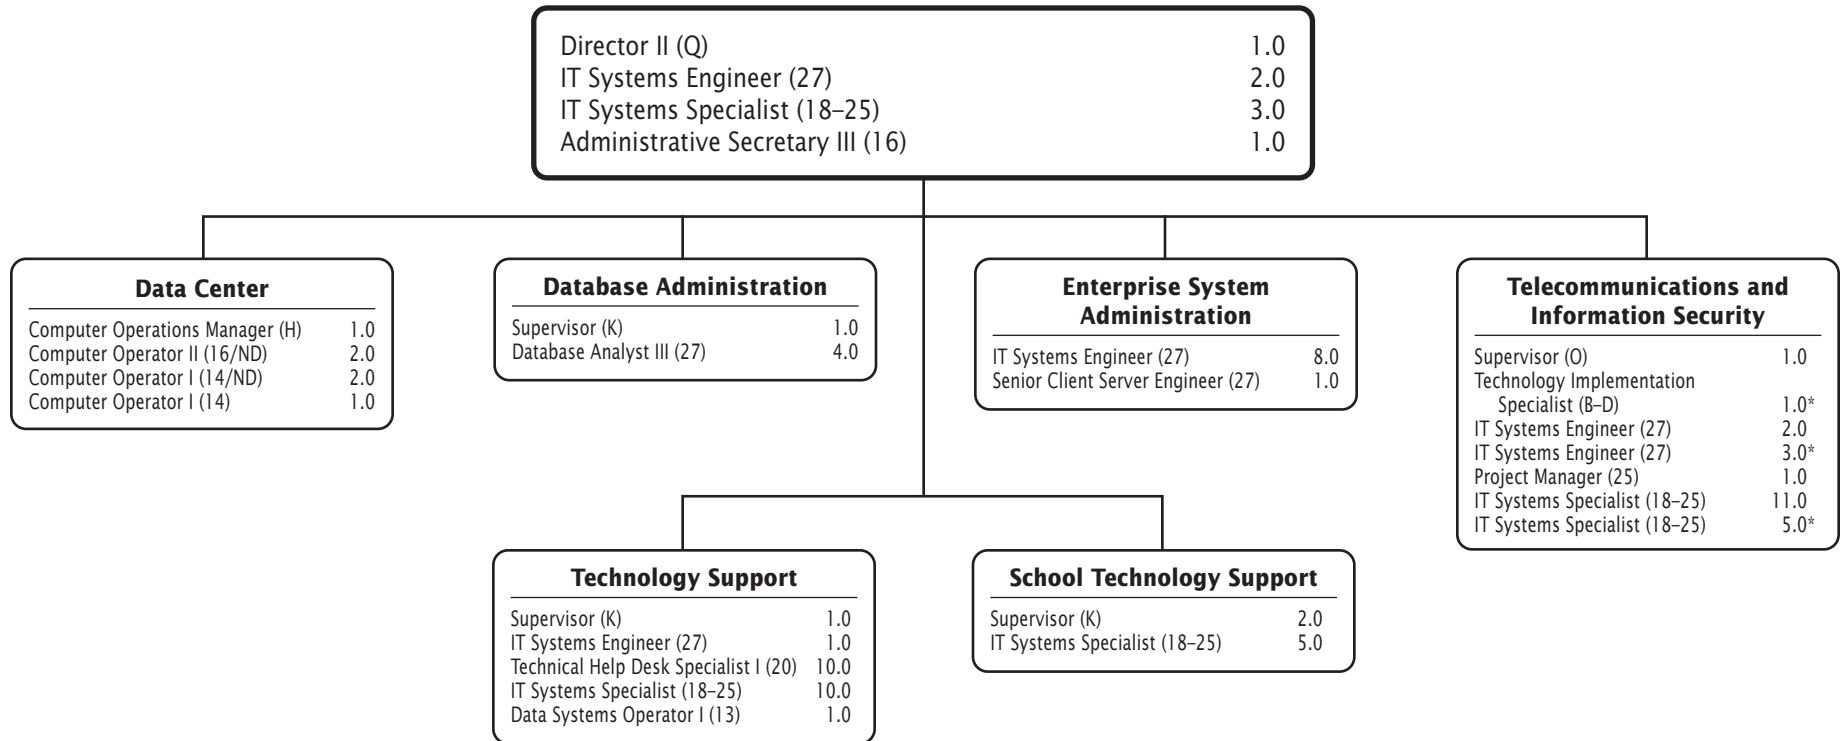 Director II (Q) 1.0
IT Systems Engineer (27) 2.0
IT Systems Specialist (18–25) 3.0
Administrative Secretary III (16) 1.0
Data Center
Computer Operations Manager (H) 1.0
Computer Operator II (16/ND) 2.0
Computer Operator I (14/ND) 2.0
Computer Operator I (14) 1.0
Database Administration
Supervisor (K) 1.0
Database Analyst III (27) 4.0
Enterprise System
Administration
IT Systems Engineer (27) 8.0
Senior Client Server Engineer (27) 1.0
Telecommunications and
Information Security
Supervisor (O) 1.0
Technology Implementation
Specialist (B–D) 1.0*
IT Systems Engineer (27) 2.0
IT Systems Engineer (27) 3.0*
Project Manager (25) 1.0
IT Systems Specialist (18–25) 11.0
IT Systems Specialist (18–25) 5.0*
Technology Support
Supervisor (K) 1.0
IT Systems Engineer (27) 1.0
Technical Help Desk Specialist I (20) 10.0
IT Systems Specialist (18–25) 10.0
Data Systems Operator I (13) 1.0
School Technology Support
Supervisor (K) 2.0
IT Systems Specialist (18–25) 5.0